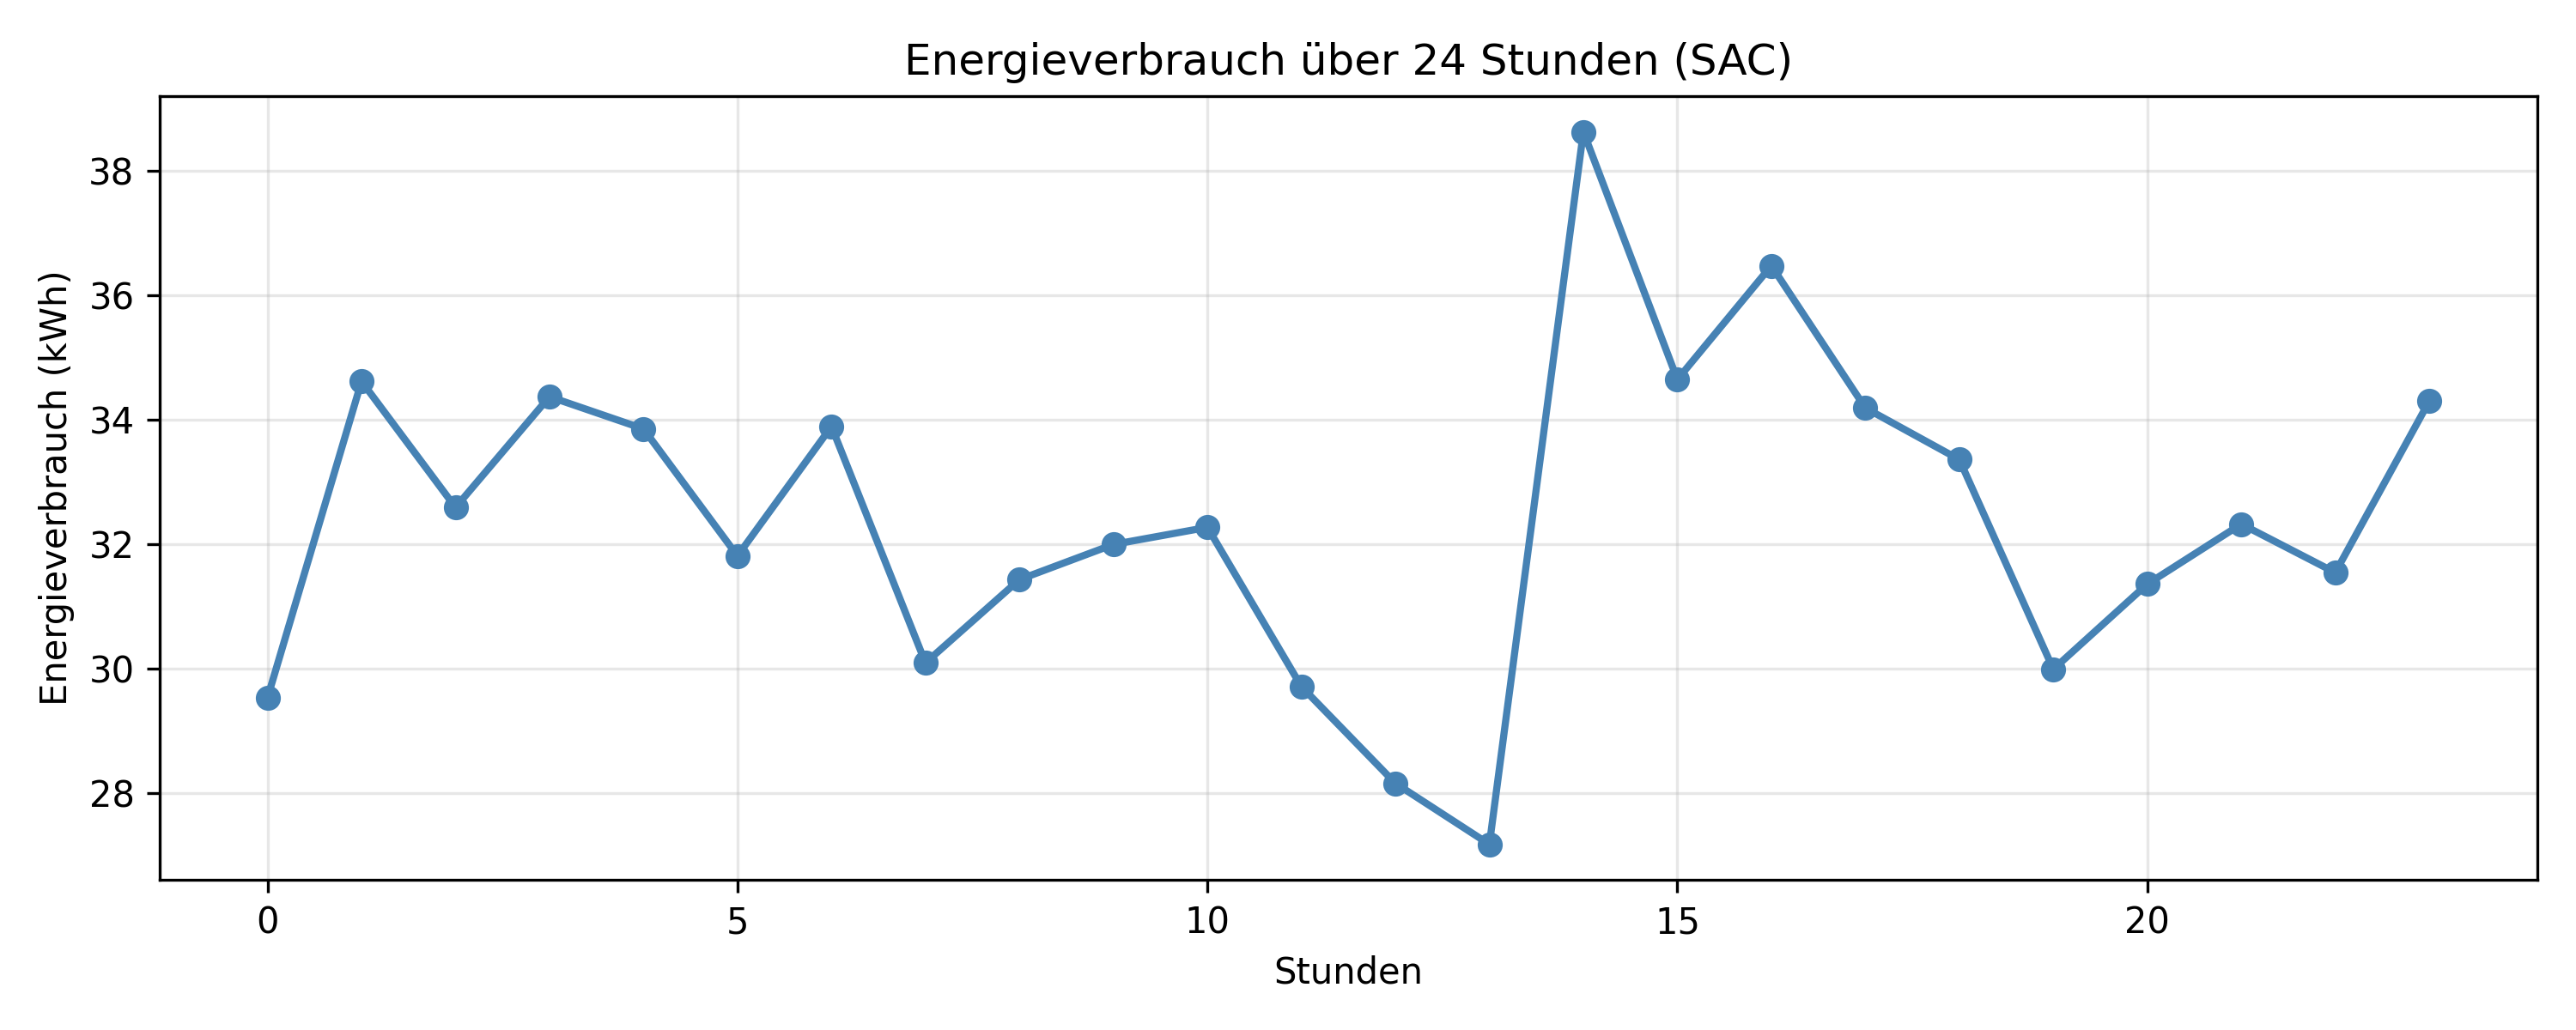 Energieverbrauch über 24 Stunden (SAC)
Energieverbrauch (kWh)
38
36
34
32
30
28
0 5 10 15 20
Stunden